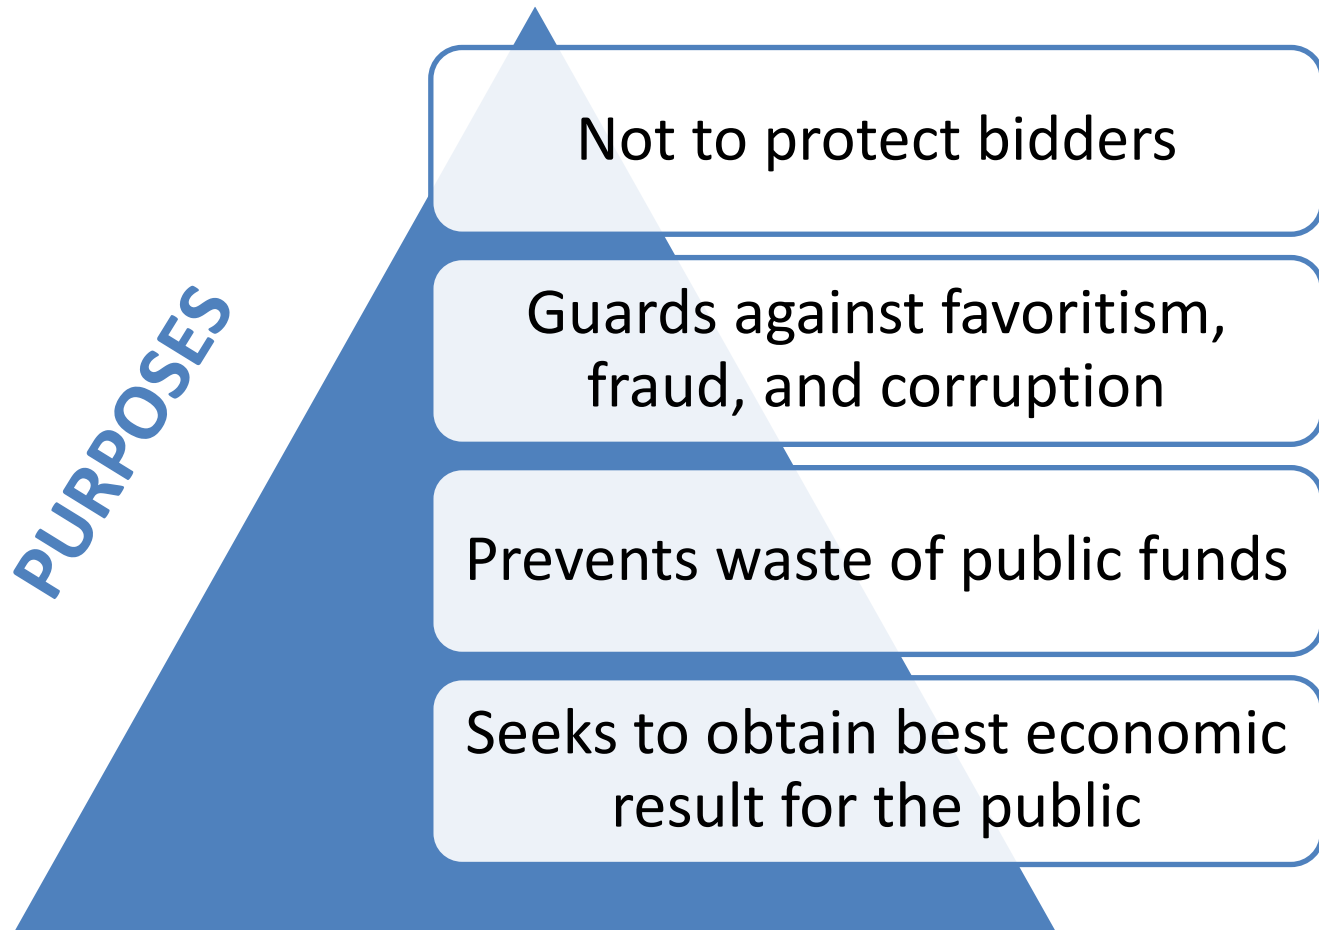 PURPOSES
Not to protect bidders
Guards against favoritism,
fraud, and corruption
Prevents waste of public funds
Seeks to obtain best economic
result for the public